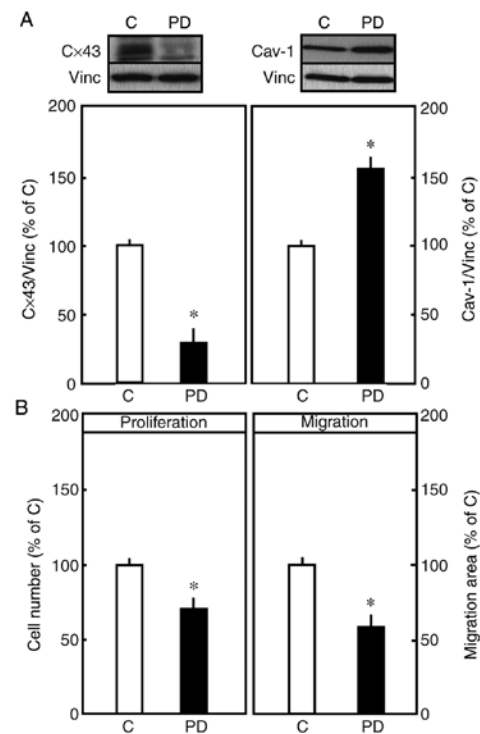 A
C PD
C×43
Vinc
C PD
Cav-1
Vinc
200
150
100
50
0
C×43/Vinc (% of C)
*
C PD
200
150
100
50
0
Cav-1/Vinc (% of C)
*
C PD
B
Proliferation
200
150
100
50
0
Cell number (% of C)
*
C PD
Migration
200
150
100
50
0
Migration area (% of C)
*
C PD